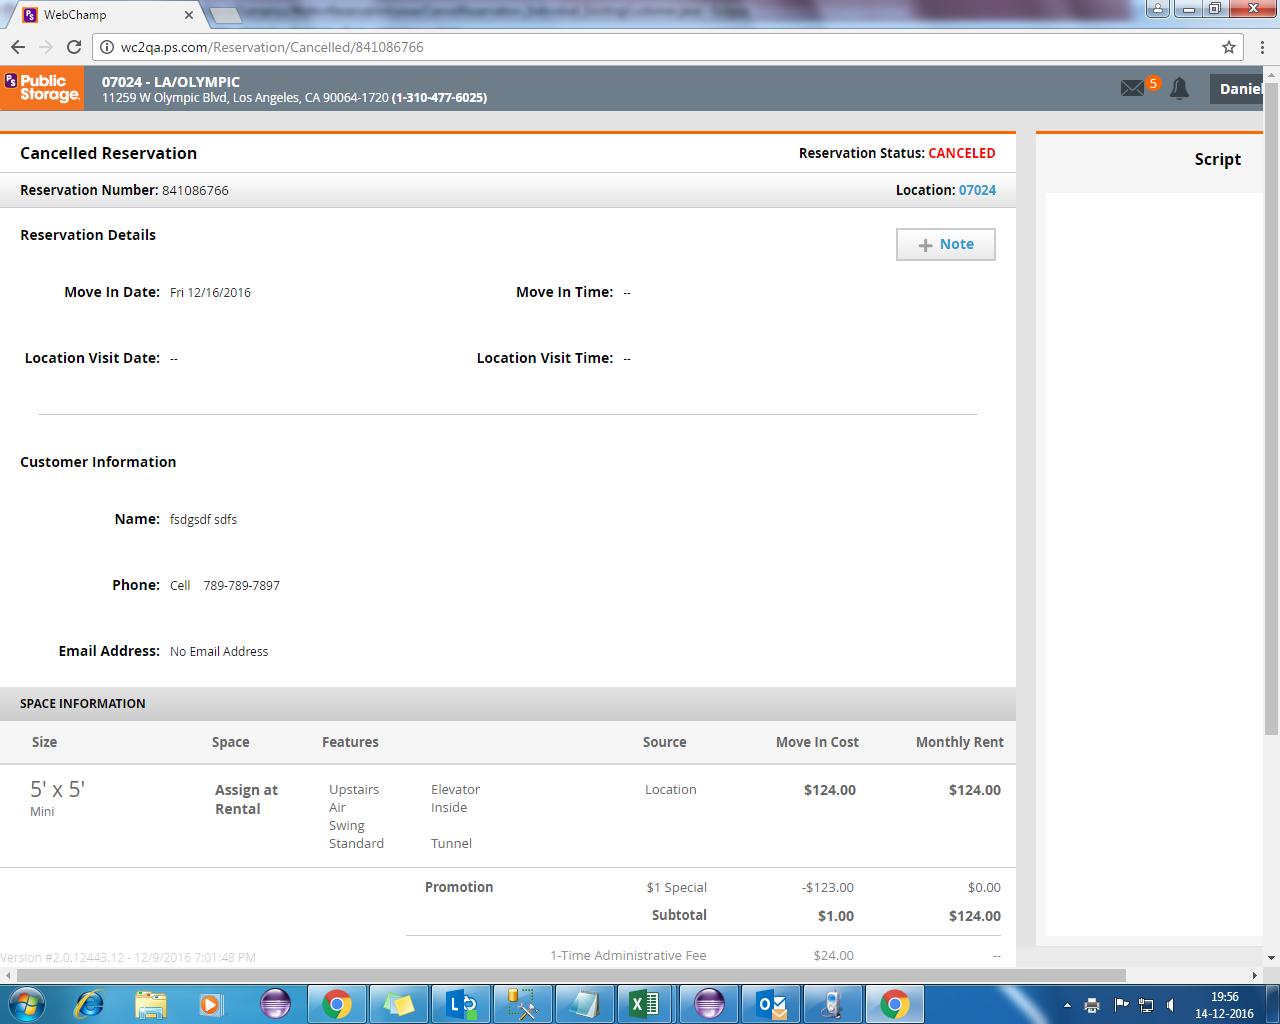 WebChamp
wc2qa.ps.com/Reservation/Cancelled/841086766
PS Public Storage.
07024 - LA/OLYMPIC
11259 W Olympic Blvd, Los Angeles, CA 90064-1720 (1-310-477-6025)
5
Daniel
Cancelled Reservation
Reservation Status: CANCELED
Script
Reservation Number: 841086766
Location: 07024
Reservation Details
+ Note
Move In Date: Fri 12/16/2016
Move In Time: --
Location Visit Date: --
Location Visit Time: --
Customer Information
Name: fsdgsdf sdfs
Phone: Cell 789-789-7897
Email Address: No Email Address
SPACE INFORMATION
Size Space Features Source Move In Cost Monthly Rent
5' x 5' Assign at Upstairs Elevator Location $124.00 $124.00
Mini Rental Air Inside
Swing
Standard Tunnel
Promotion $1 Special -$123.00 $0.00
Subtotal $1.00 $124.00
1-Time Administrative Fee $24.00 --
Version #2.0.12443.12 - 12/9/2016 7:01:48 PM
19:56
14-12-2016